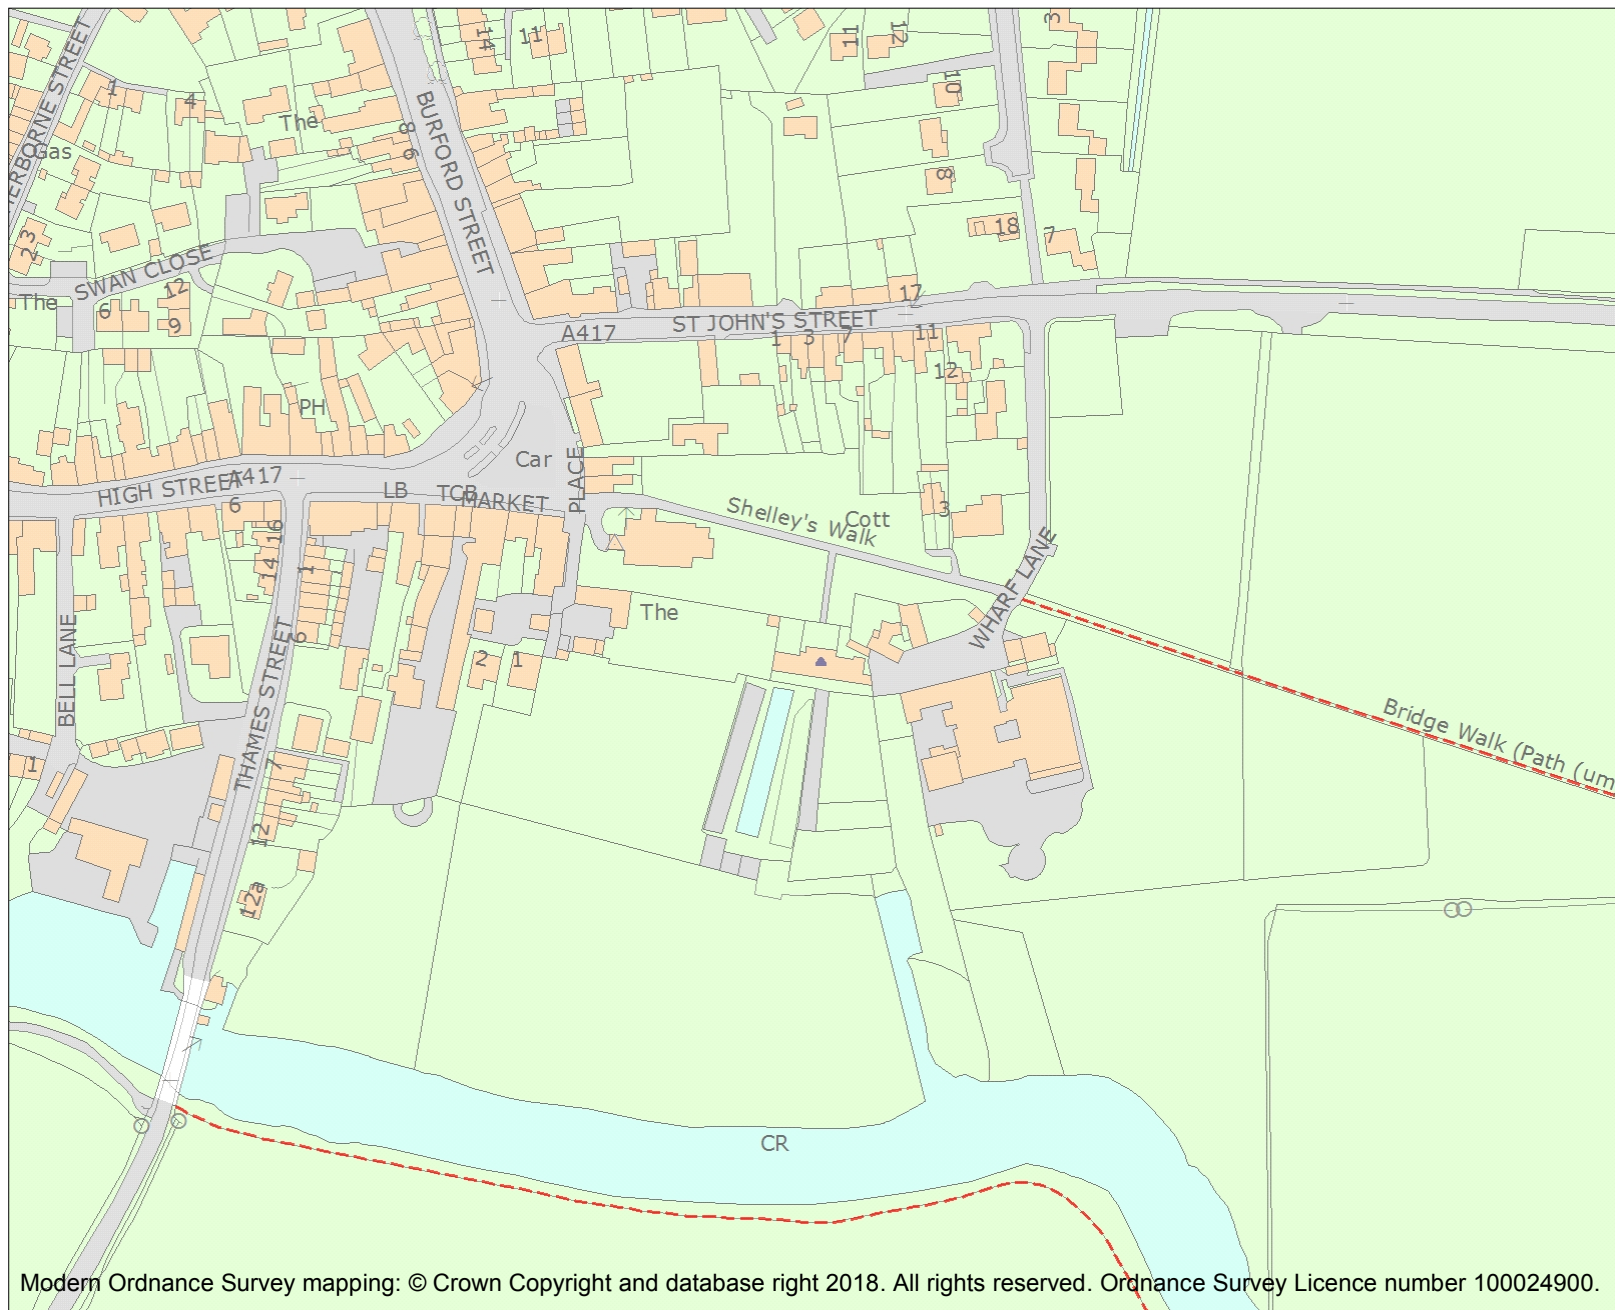 14
11
11
12
3
1
4
10
The
8
6
BURFORD STREET
Gas
8
18
7
23
SWAN CLOSE
The
6
12
9
17
A417
ST JOHN'S STREET
1
3
7
11
12
PH
Car
PLACE
HIGH STREET
A417
6
LB
TCB
MARKET
Shelley's Walk
Cott
3
16
14
1
WHARF LANE
The
BELL LANE
THAMES STREET
6
2
1
Bridge Walk (Path (um
1
7
12
12a
CR
Modern Ordnance Survey mapping: © Crown Copyright and database right 2018. All rights reserved. Ordnance Survey Licence number 100024900.